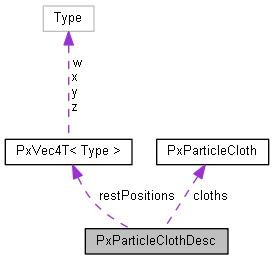 Type
w
x
y
z
PxVec4T< Type >
PxParticleCloth
restPositions
cloths
PxParticleClothDesc